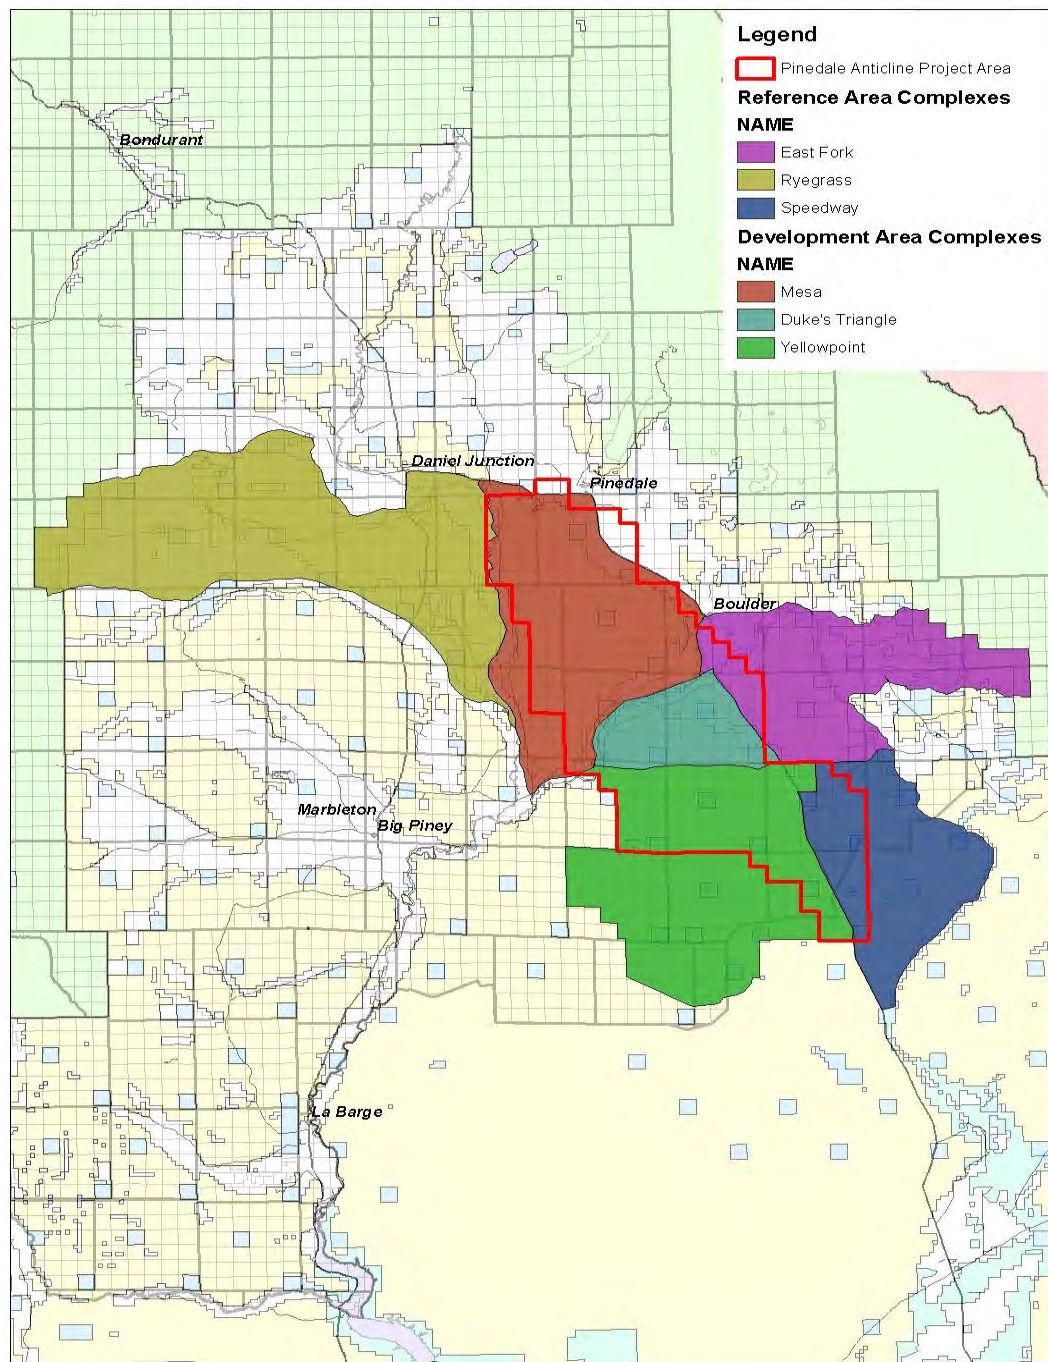 Legend
Pinedale Anticline Project Area
Reference Area Complexes
NAME
East Fork
Ryegrass
Speedway
Development Area Complexes
NAME
Mesa
Duke's Triangle
Yellowpoint
Bondurant
Daniel Junction
Pinedale
Boulder
Marbleton
Big Piney
La Barge